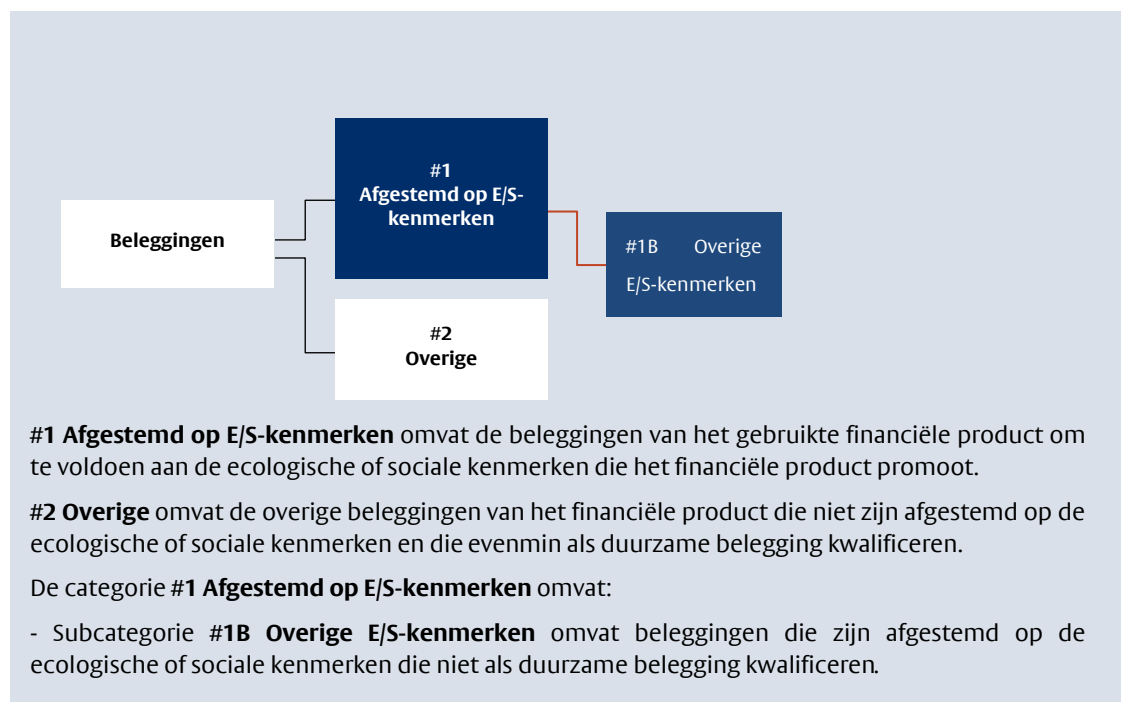 #1
Afgestemd op E/S-
kenmerken
Beleggingen
#1B Overige
E/S-kenmerken
#2
Overige
#1 Afgestemd op E/S-kenmerken omvat de beleggingen van het gebruikte financiële product om
te voldoen aan de ecologische of sociale kenmerken die het financiële product promoot.
#2 Overige omvat de overige beleggingen van het financiële product die niet zijn afgestemd op de
ecologische of sociale kenmerken en die evenmin als duurzame belegging kwalificeren.
De categorie #1 Afgestemd op E/S-kenmerken omvat:
- Subcategorie #1B Overige E/S-kenmerken omvat beleggingen die zijn afgestemd op de
ecologische of sociale kenmerken die niet als duurzame belegging kwalificeren.